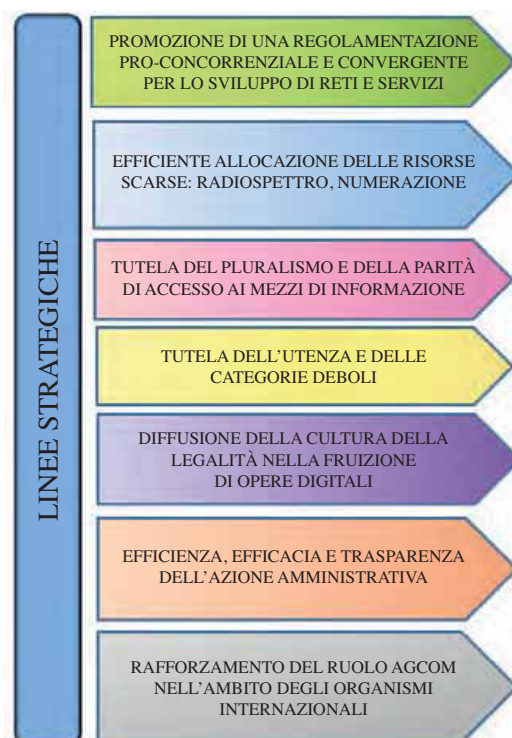 LINEE STRATEGICHE
PROMOZIONE DI UNA REGOLAMENTAZIONE
PRO-CONCORRENZIALE E CONVERGENTE
PER LO SVILUPPO DI RETI E SERVIZI
EFFICIENTE ALLOCAZIONE DELLE RISORSE
SCARSE: RADIOSPETTRO, NUMERAZIONE
TUTELA DEL PLURALISMO E DELLA PARITÀ
DI ACCESSO AI MEZZI DI INFORMAZIONE
TUTELA DELL’UTENZA E DELLE
CATEGORIE DEBOLI
DIFFUSIONE DELLA CULTURA DELLA
LEGALITÀ NELLA FRUIZIONE
DI OPERE DIGITALI
EFFICIENZA, EFFICACIA E TRASPARENZA
DELL’AZIONE AMMINISTRATIVA
RAFFORZAMENTO DEL RUOLO AGCOM
NELL’AMBITO DEGLI ORGANISMI
INTERNAZIONALI